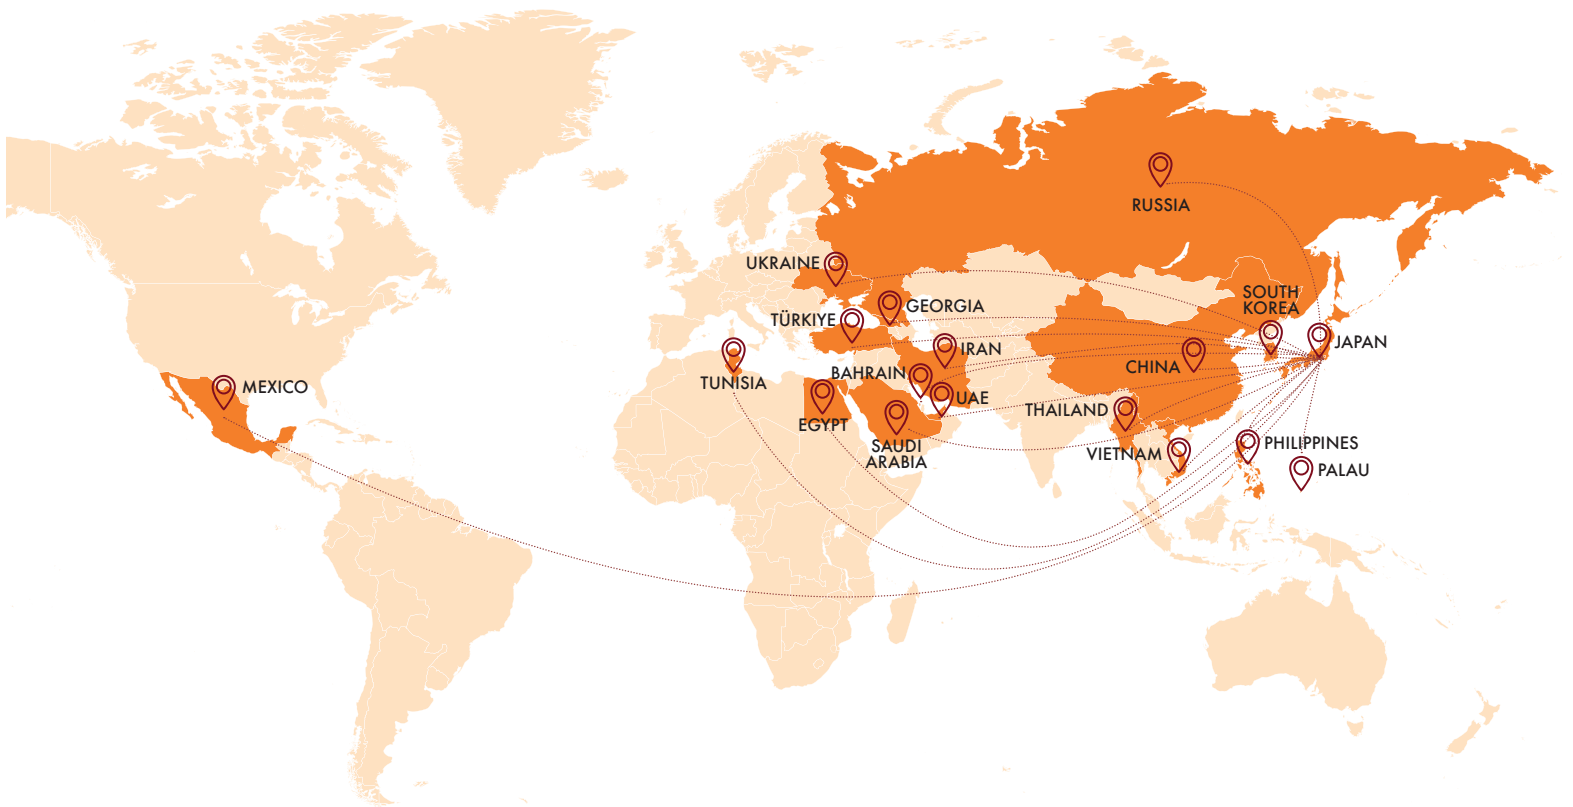 RUSSIA
UKRAINE
SOUTH
KOREA
GEORGIA
TÜRKIYE
JAPAN
IRAN
CHINA
BAHRAIN
TUNISIA
MEXICO
UAE
THAILAND
EGYPT
SAUDI
ARABIA
PHILIPPINES
VIETNAM
PALAU